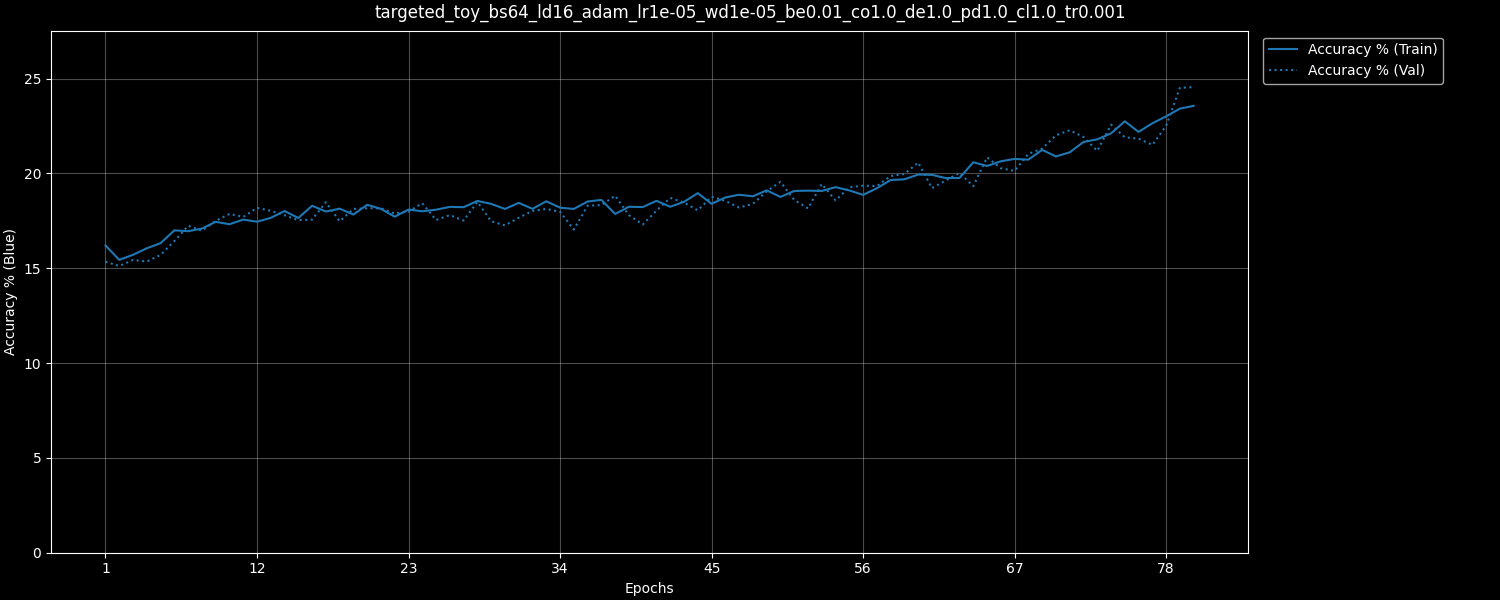 targeted_toy_bs64_ld16_adam_lr1e-05_wd1e-05_be0.01_co1.0_de1.0_pd1.0_cl1.0_tr0.001
Accuracy % (Train)
Accuracy % (Val)
Accuracy % (Blue)
25
20
15
10
5
0
1 12 23 34 45 56 67 78
Epochs